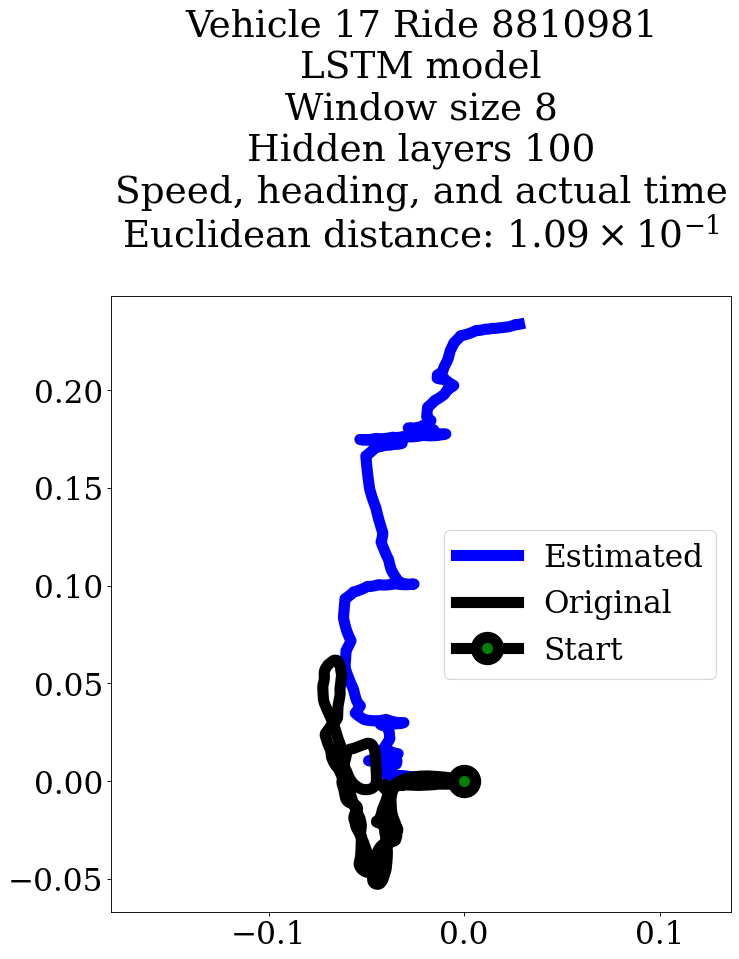 Vehicle 17 Ride 8810981
LSTM model
Window size 8
Hidden layers 100
Speed, heading, and actual time
Euclidean distance: 1.09 × 10⁻¹
0.20
0.15
0.10
0.05
0.00
−0.05
Estimated
Original
Start
−0.1
0.0
0.1